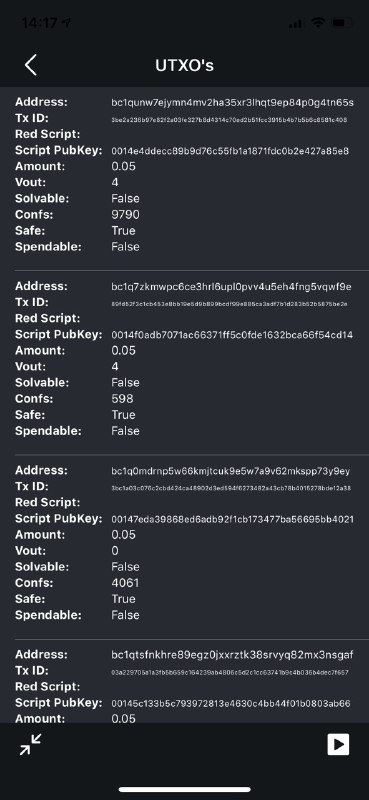 14:17
UTXO's
Address: bc1qunw7ejymn4mv2ha35xr3lhqt9ep84p0g4tn65s
Tx ID:
Red Script:
Script PubKey: 0014e4ddecc89b9d76c55fb1a1871fdc0b2e427a85e8
Amount: 0.05
Vout: 4
Solvable: False
Confs: 9790
Safe: True
Spendable: False
Address: bc1q7zkmwpc6ce3hrl6upl0pvv4u5eh4fng5vqwf9e
Tx ID:
Red Script:
Script PubKey: 0014f0adb7071ac66371ff5c0fde1632bca66f54cd14
Amount: 0.05
Vout: 4
Solvable: False
Confs: 598
Safe: True
Spendable: False
Address: bc1q0mdrnp5w66kmjtcuk9e5w7a9v62mkspp73y9ey
Tx ID:
Red Script:
Script PubKey: 00147eda39868ed6adb92f1cb173477ba56695bb4021
Amount: 0.05
Vout: 0
Solvable: False
Confs: 4061
Safe: True
Spendable: False
Address: bc1qtsfnkhre89egz0jxxrztk38srvyq82mx3nsgaf
Tx ID:
Red Script:
Script PubKey: 00145c133b5c793972813e4630c4bb44f01b0803ab66
Amount: 0.05